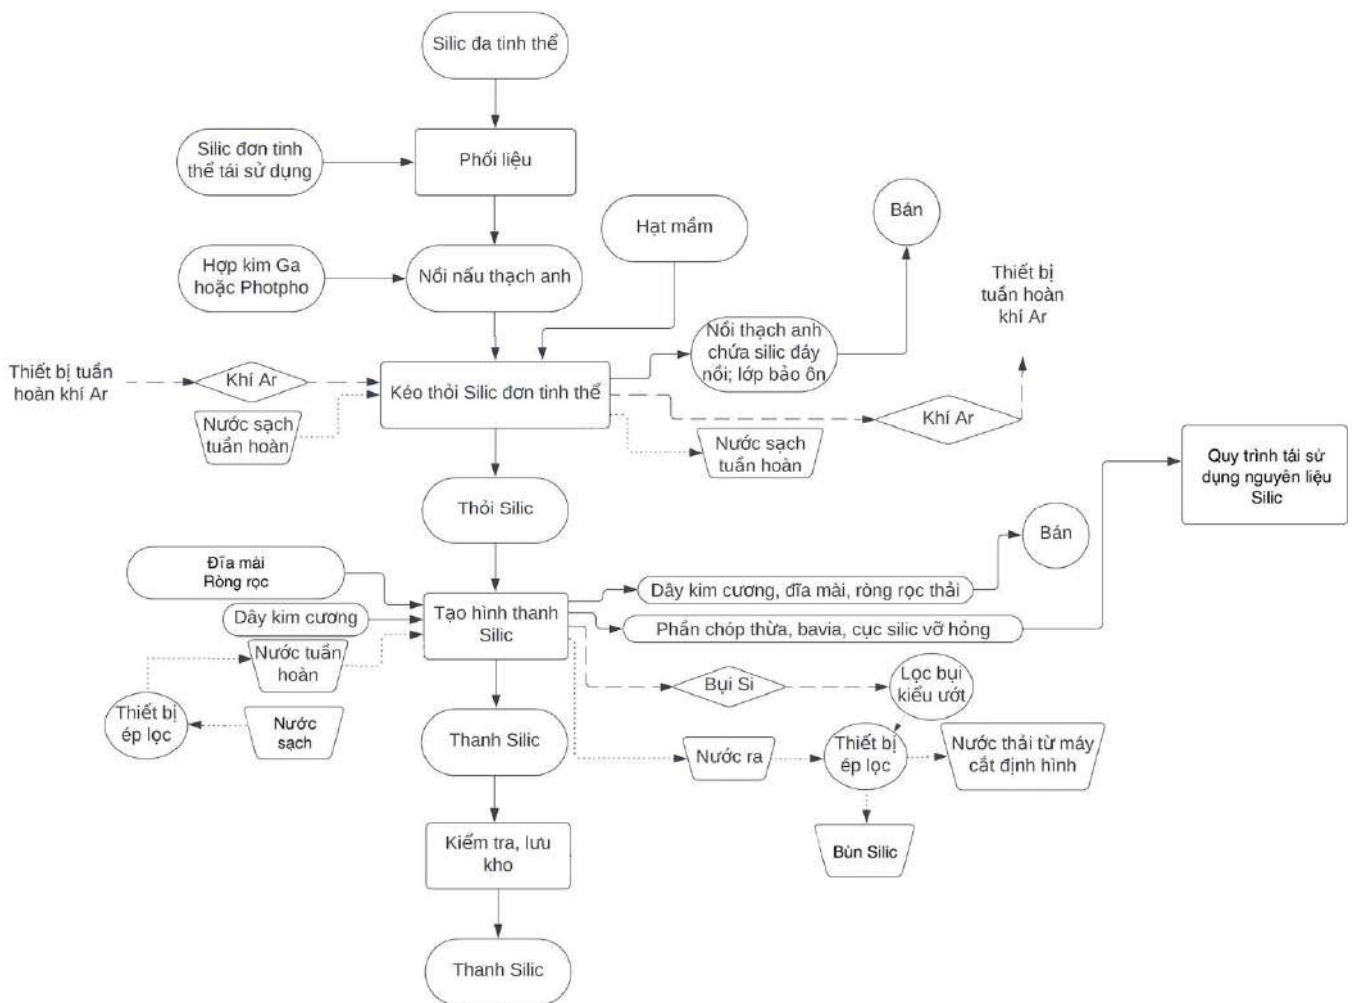 Silic đa tinh thể
Silic đơn tinh
thể tái sử dụng
Phối liệu
Bán
Hạt mầm
Hợp kim Ga
hoặc Photpho
Nồi nấu thạch anh
Thiết bị
tuần hoàn
khí Ar
Nồi thạch anh
chứa silic đáy
nồi; lớp bảo ôn
Thiết bị tuần
hoàn khí Ar
Khí Ar
Kéo thỏi Silic đơn tinh thể
Khí Ar
Nước sạch
tuần hoàn
Nước sạch
tuần hoàn
Quy trình tái sử
dụng nguyên liệu
Silic
Thỏi Silic
Bán
Đĩa mài
Ròng rọc
Dây kim cương, đĩa mài, ròng rọc thải
Dây kim cương
Tạo hình thanh
Silic
Phần chóp thừa, bavia, cục silic vỡ hỏng
Nước tuần
hoàn
Bụi Si
Lọc bụi
kiểu ướt
Thiết bị
ép lọc
Nước
sạch
Thanh Silic
Nước ra
Thiết bị
ép lọc
Nước thải từ máy
cắt định hình
Kiểm tra, lưu
kho
Bùn Silic
Thanh Silic